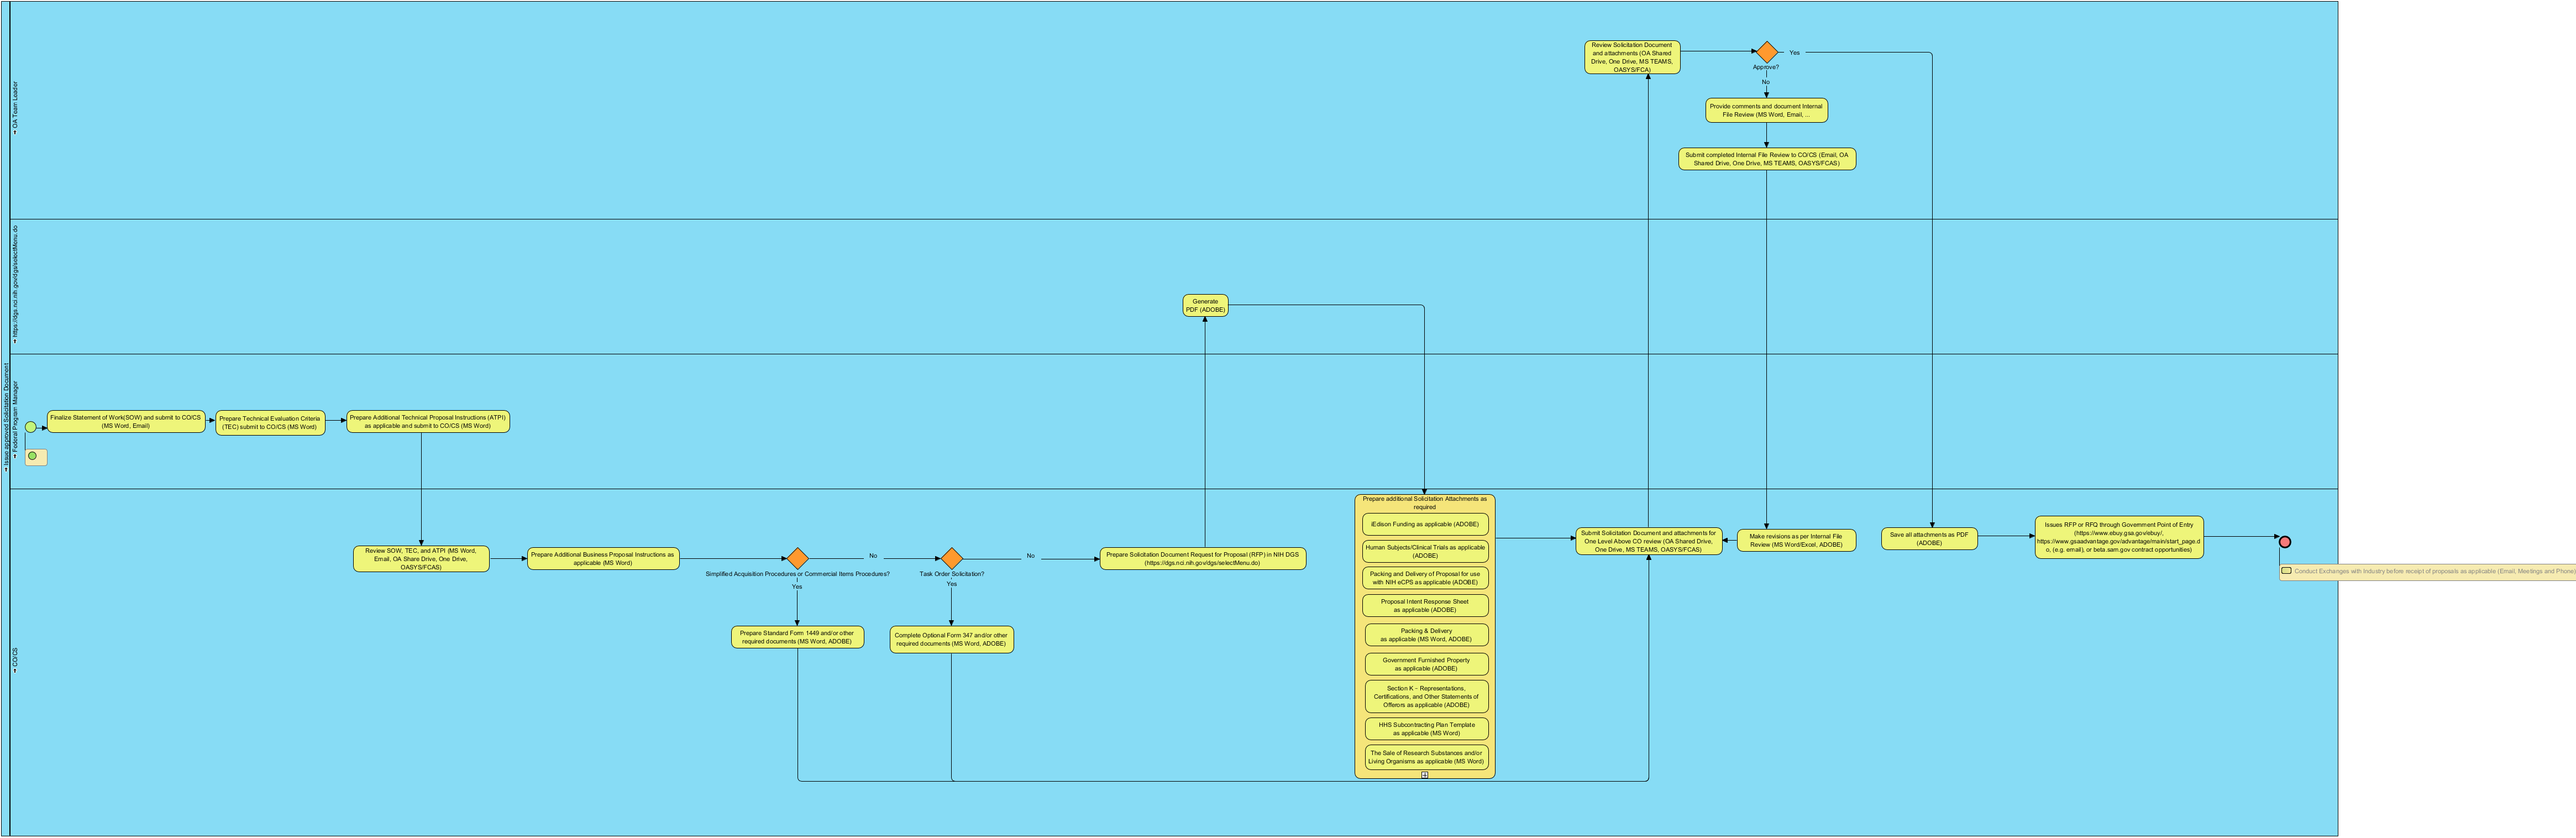 Issue approved Solicitation Document
OA Team Leader
Review Solicitation Document
and attachments (OA Shared
Drive, One Drive, MS TEAMS,
OASYS/FCA)
Approve?
Yes
No
Provide comments and document Internal
File Review (MS Word, Email, ...
Submit completed Internal File Review to CO/CS (Email, OA
Shared Drive, One Drive, MS TEAMS, OASYS/FCAS)
https://dgs.nci.nih.gov/dgs/selectMenu.do
Generate
PDF (ADOBE)
Federal Program Manager
Finalize Statement of Work(SOW) and submit to CO/CS
(MS Word, Email)
Prepare Technical Evaluation Criteria
(TEC) submit to CO/CS (MS Word)
Prepare Additional Technical Proposal Instructions (ATPI)
as applicable and submit to CO/CS (MS Word)
CO/CS
Review SOW, TEC, and ATPI (MS Word,
Email, OA Share Drive, One Drive,
OASYS/FCAS)
Prepare Additional Business Proposal Instructions as
applicable (MS Word)
Simplified Acquisition Procedures or Commercial Items Procedures?
No
Yes
Prepare Standard Form 1449 and/or other
required documents (MS Word, ADOBE)
Task Order Solicitation?
No
Yes
Complete Optional Form 347 and/or other
required documents (MS Word, ADOBE)
Prepare Solicitation Document Request for Proposal (RFP) in NIH DGS
(https://dgs.nci.nih.gov/dgs/selectMenu.do)
Prepare additional Solicitation Attachments as
required
iEdison Funding as applicable (ADOBE)
Human Subjects/Clinical Trials as applicable
(ADOBE)
Packing and Delivery of Proposal for use
with NIH eCPS as applicable (ADOBE)
Proposal Intent Response Sheet
as applicable (ADOBE)
Packing & Delivery
as applicable (MS Word, ADOBE)
Government Furnished Property
as applicable (ADOBE)
Section K – Representations,
Certifications, and Other Statements of
Offerors as applicable (ADOBE)
HHS Subcontracting Plan Template
as applicable (MS Word)
The Sale of Research Substances and/or
Living Organisms as applicable (MS Word)
Submit Solicitation Document and attachments for
One Level Above CO review (OA Shared Drive,
One Drive, MS TEAMS, OASYS/FCAS)
Make revisions as per Internal File
Review (MS Word/Excel, ADOBE)
Save all attachments as PDF
(ADOBE)
Issues RFP or RFQ through Government Point of Entry
(https://www.ebuy.gsa.gov/ebuy/,
https://www.gsaadvantage.gov/advantage/main/start_page.d
o, (e.g. email), or beta.sam.gov contract opportunities)
Conduct Exchanges with Industry before receipt of proposals as applicable (Email, Meetings and Phone)